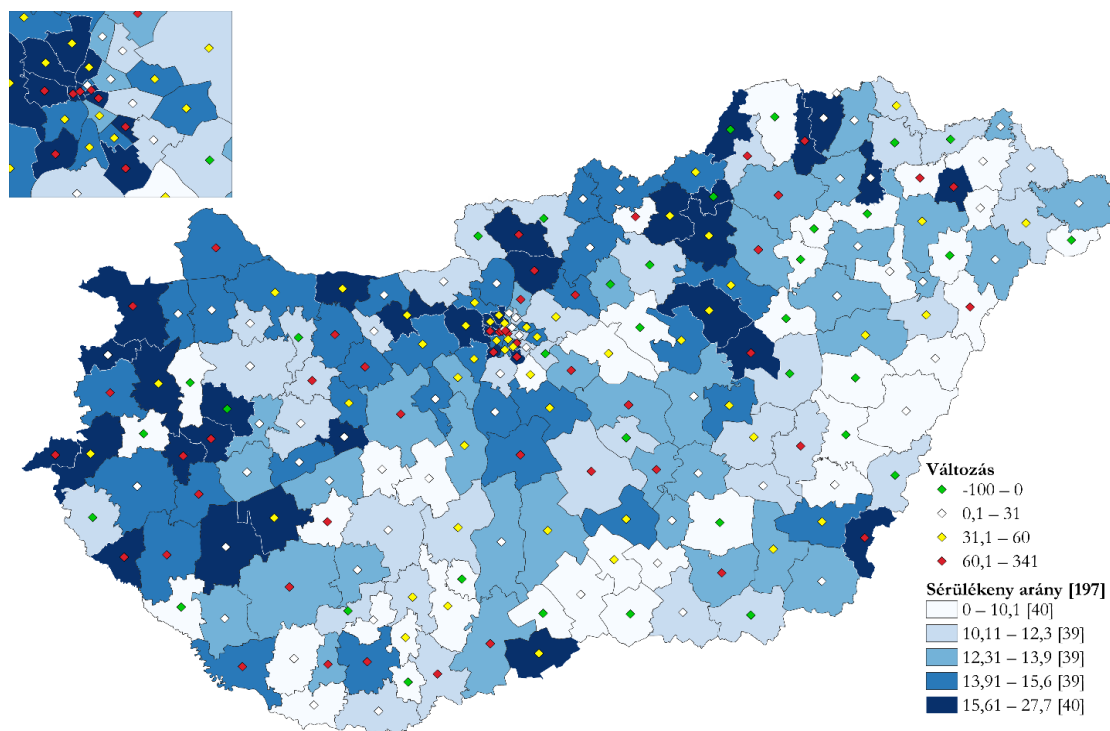 Változás
-100 – 0
0,1 – 31
31,1 – 60
60,1 – 341
Sérülékeny arány [197]
0 – 10,1 [40]
10,11 – 12,3 [39]
12,31 – 13,9 [39]
13,91 – 15,6 [39]
15,61 – 27,7 [40]